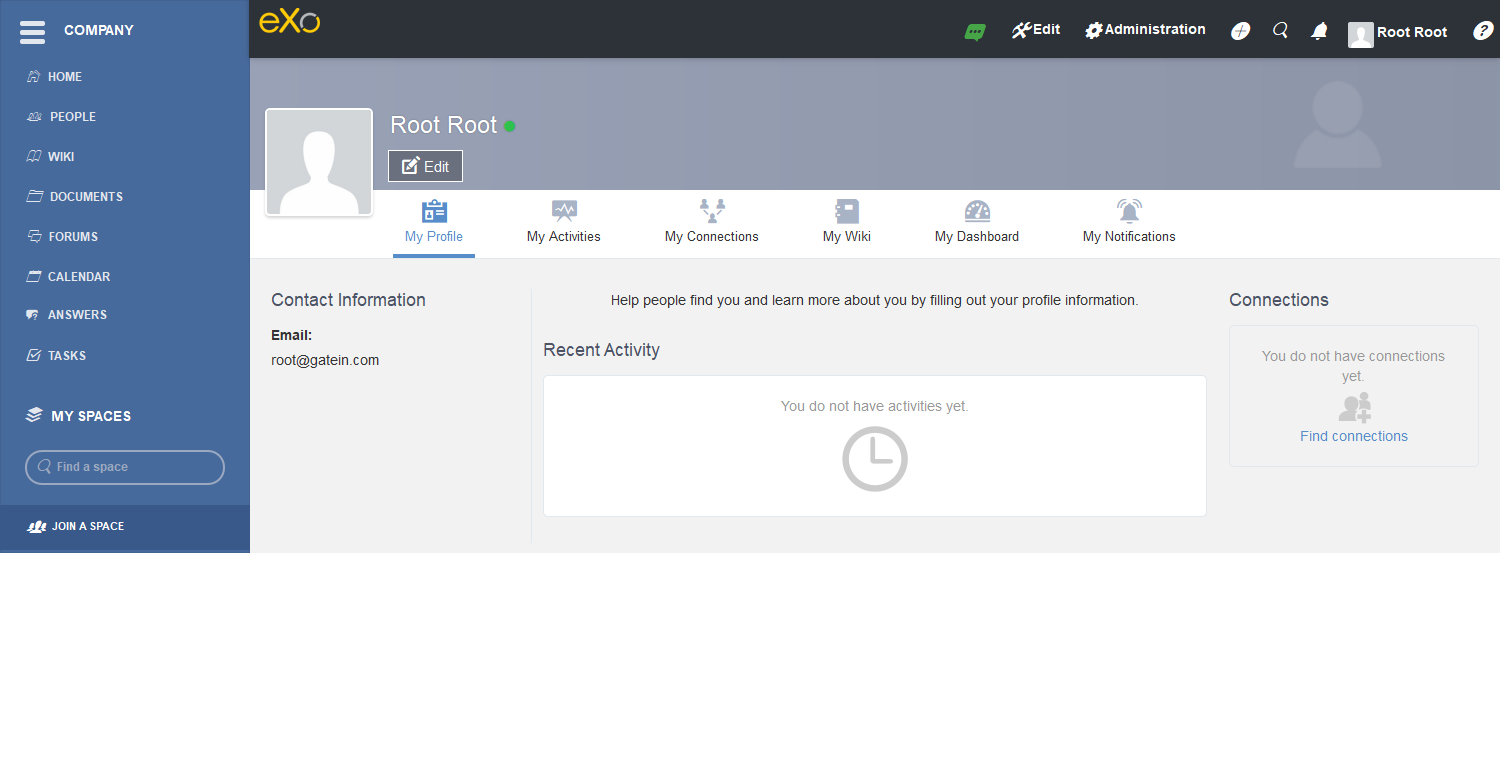 COMPANY
eXo
Edit
Administration
Root Root
?
HOME
PEOPLE
WIKI
DOCUMENTS
FORUMS
CALENDAR
ANSWERS
TASKS
MY SPACES
Find a space
JOIN A SPACE
Root Root
Edit
My Profile
My Activities
My Connections
My Wiki
My Dashboard
My Notifications
Contact Information
Email:
root@gatein.com
Help people find you and learn more about you by filling out your profile information.
Recent Activity
You do not have activities yet.
Connections
You do not have connections
yet.
Find connections